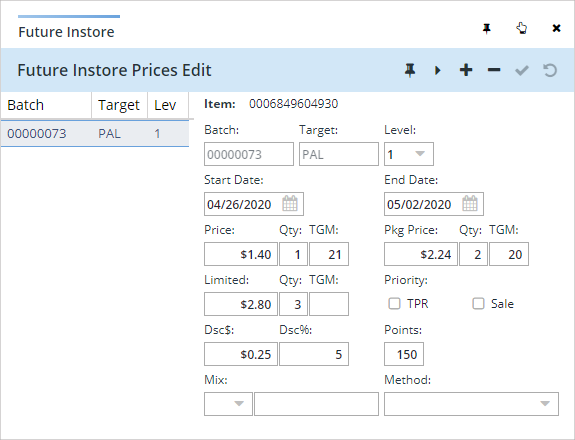 Future Instore
Future Instore Prices Edit
Batch Target Lev
00000073 PAL 1
Item: 0006849604930
Batch: Target: Level:
00000073 PAL 1
Start Date: End Date:
04/26/2020 05/02/2020
Price: Qty: TGM: Pkg Price: Qty: TGM:
$1.40 1 21 $2.24 2 20
Limited: Qty: TGM: Priority:
$2.80 3 TPR Sale
Dsc$: Dsc%: Points:
$0.25 5 150
Mix: Method: